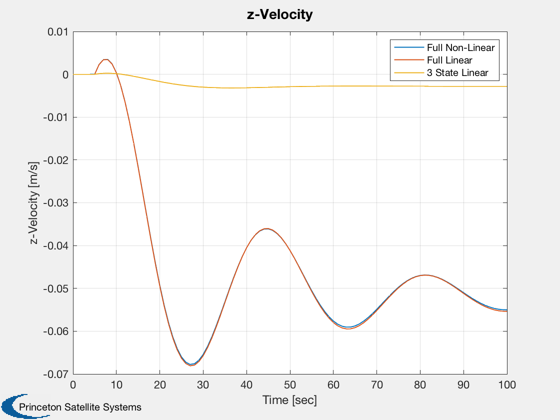 z-Velocity
0.01
0
-0.01
-0.02
-0.03
-0.04
-0.05
-0.06
-0.07
z-Velocity [m/s]
Full Non-Linear
Full Linear
3 State Linear
0 10 20 30 40 50 60 70 80 90 100
Time [sec]
Princeton Satellite Systems